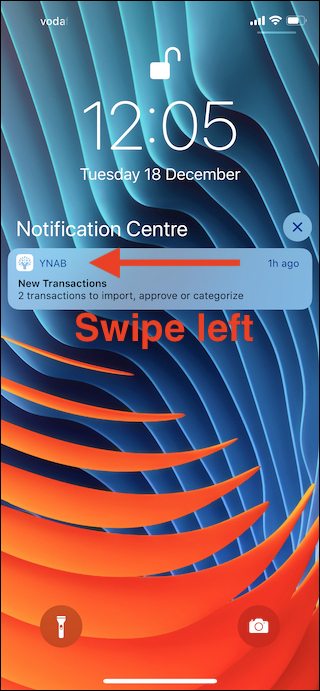 vodaf
12:05
Tuesday 18 December
Notification Centre
YNAB 1h ago
New Transactions
2 transactions to import, approve or categorize
Swipe left